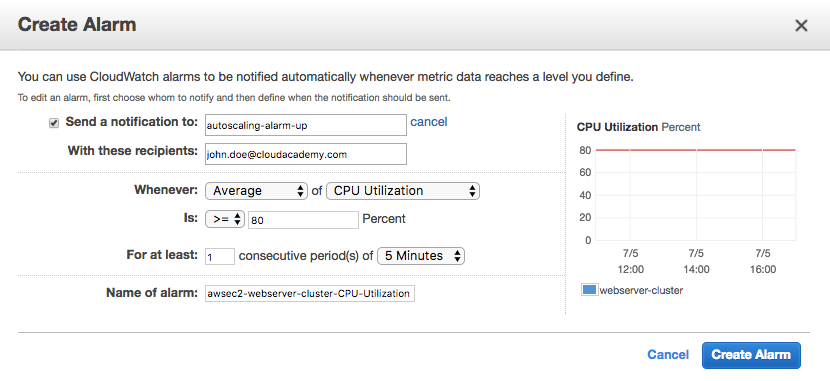 Create Alarm
You can use CloudWatch alarms to be notified automatically whenever metric data reaches a level you define.
To edit an alarm, first choose whom to notify and then define when the notification should be sent.
Send a notification to: autoscaling-alarm-up cancel
With these recipients: john.doe@cloudacademy.com
Whenever: Average of CPU Utilization
Is: >= 80 Percent
For at least: 1 consecutive period(s) of 5 Minutes
Name of alarm: awsec2-webserver-cluster-CPU-Utilization
CPU Utilization Percent
80
60
40
20
0
7/5 7/5 7/5
12:00 14:00 16:00
webserver-cluster
Cancel Create Alarm